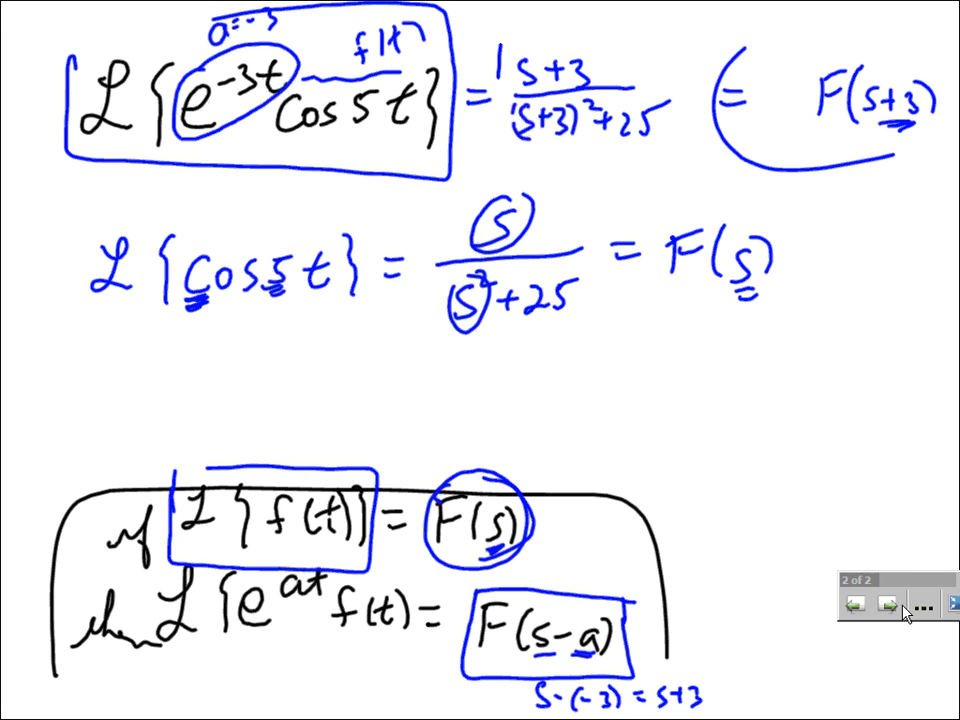 a=-3
f(t)
ℒ{e^{-3t} cos 5t} = s+3/(s+3)²+25 = F(s+3)
ℒ{cos 5t} = s/s²+25 = F(s)
if ℒ{f(t)} = F(s)
then ℒ{e^{at} f(t) = F(s-a)
s-(-3) = s+3
2 of 2